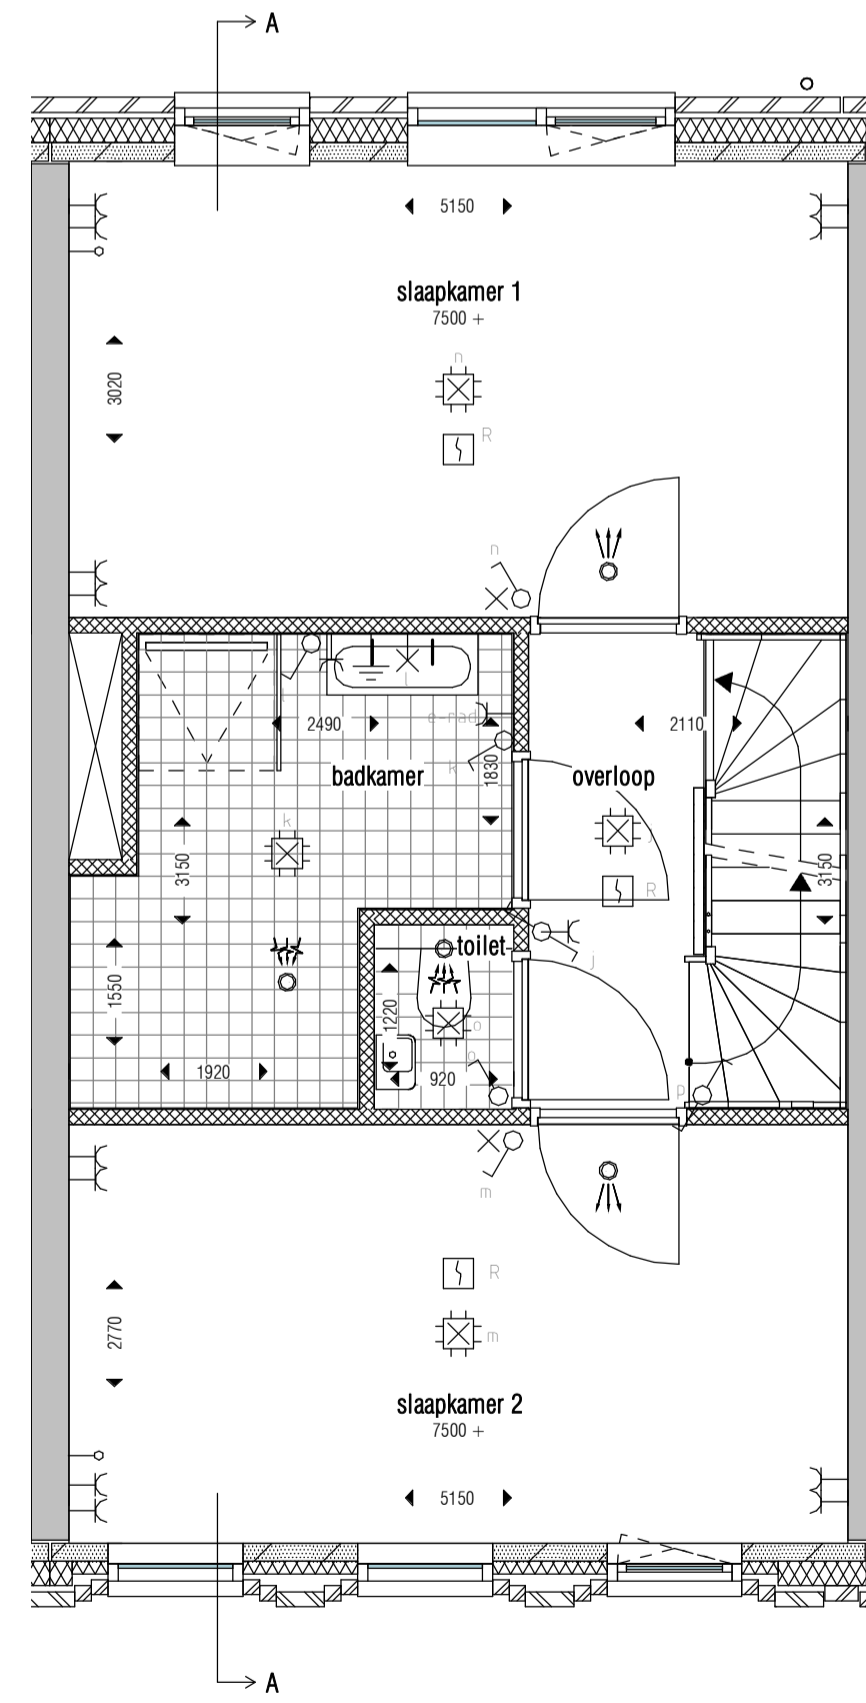 A
5150
slaapkamer 1
7500 +
n
3020
R
n
2490
e-rad
2110
k
1830
badkamer
overloop
k
j
3150
3150
R
toilet
j
1550
1220
o
o
1920
920
p
m
R
2770
m
slaapkamer 2
7500 +
5150
A